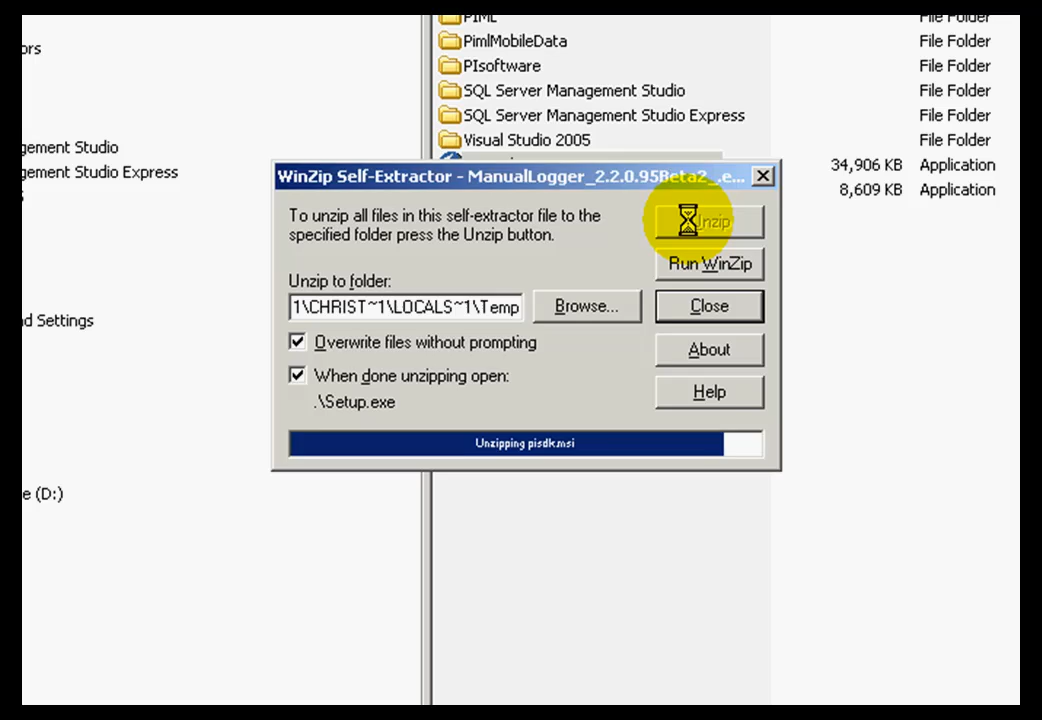 PIML File Folder
ors PimlMobileData File Folder
PIsoftware File Folder
SQL Server Management Studio File Folder
SQL Server Management Studio Express File Folder
gement Studio Visual Studio 2005 File Folder
34,906 KB Application
gement Studio Express 8,609 KB Application
WinZip Self-Extractor - ManualLogger_2.2.0.95Beta2_.e...
To unzip all files in this self-extractor file to the
specified folder press the Unzip button.
Unzip
Run WinZip
Unzip to folder:
1\CHRIST~1\LOCALS~1\Temp Browse... Close
nd Settings
Overwrite files without prompting About
When done unzipping open:
.\Setup.exe Help
Unzipping pisdk.msi
e (D:)